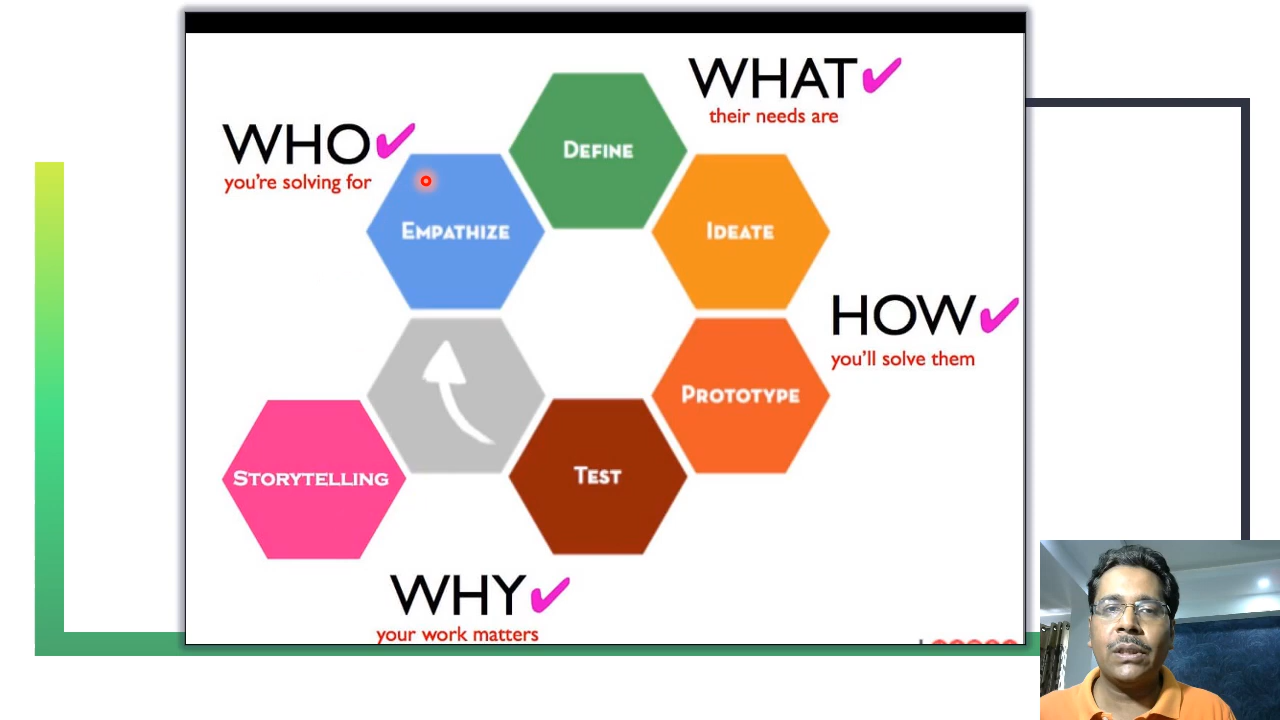 WHAT
their needs are
WHO
you're solving for
DEFINE
EMPATHIZE
IDEATE
HOW
you'll solve them
PROTOTYPE
TEST
STORYTELLING
WHY
your work matters